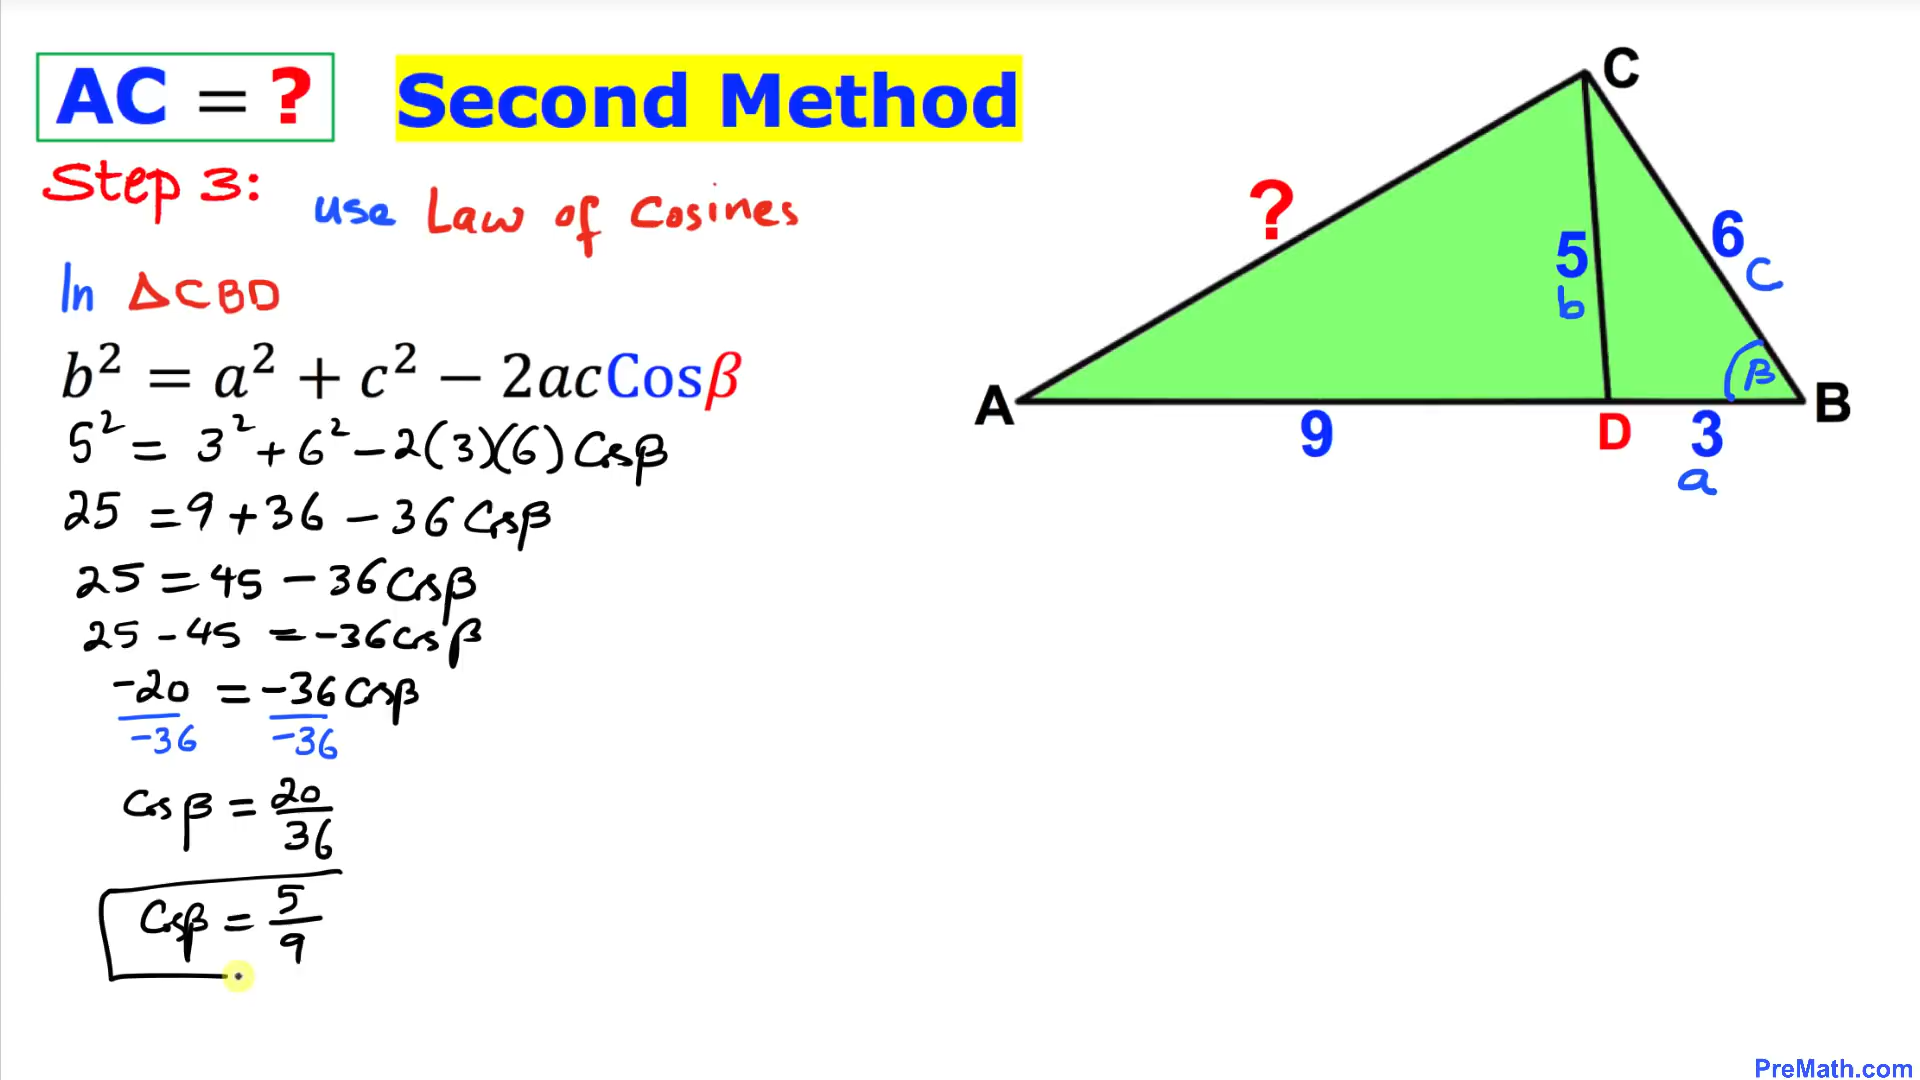 AC = ?
Second Method
Step 3:
use Law of Cosines
In ΔCBD
b² = a² + c² − 2acCosβ
5² = 3² + 6² − 2(3)(6) Cosβ
25 = 9 + 36 − 36 Cosβ
25 = 45 − 36 Cosβ
25 − 45 = −36 Cosβ
−20 = −36 Cosβ
−36 −36
Cosβ = 20/36
Cosβ = 5/9
C
?
5
b
6
c
β
A
B
9
D
3
a
PreMath.com